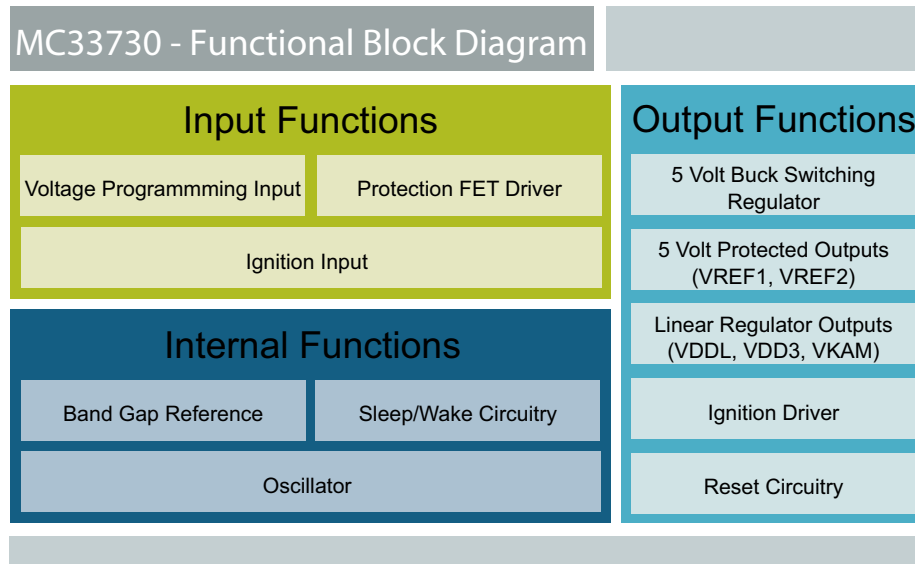 MC33730 - Functional Block Diagram
Input Functions
Voltage Programmming Input
Protection FET Driver
Ignition Input
Internal Functions
Band Gap Reference
Sleep/Wake Circuitry
Oscillator
Output Functions
5 Volt Buck Switching
Regulator
5 Volt Protected Outputs
(VREF1, VREF2)
Linear Regulator Outputs
(VDDL, VDD3, VKAM)
Ignition Driver
Reset Circuitry